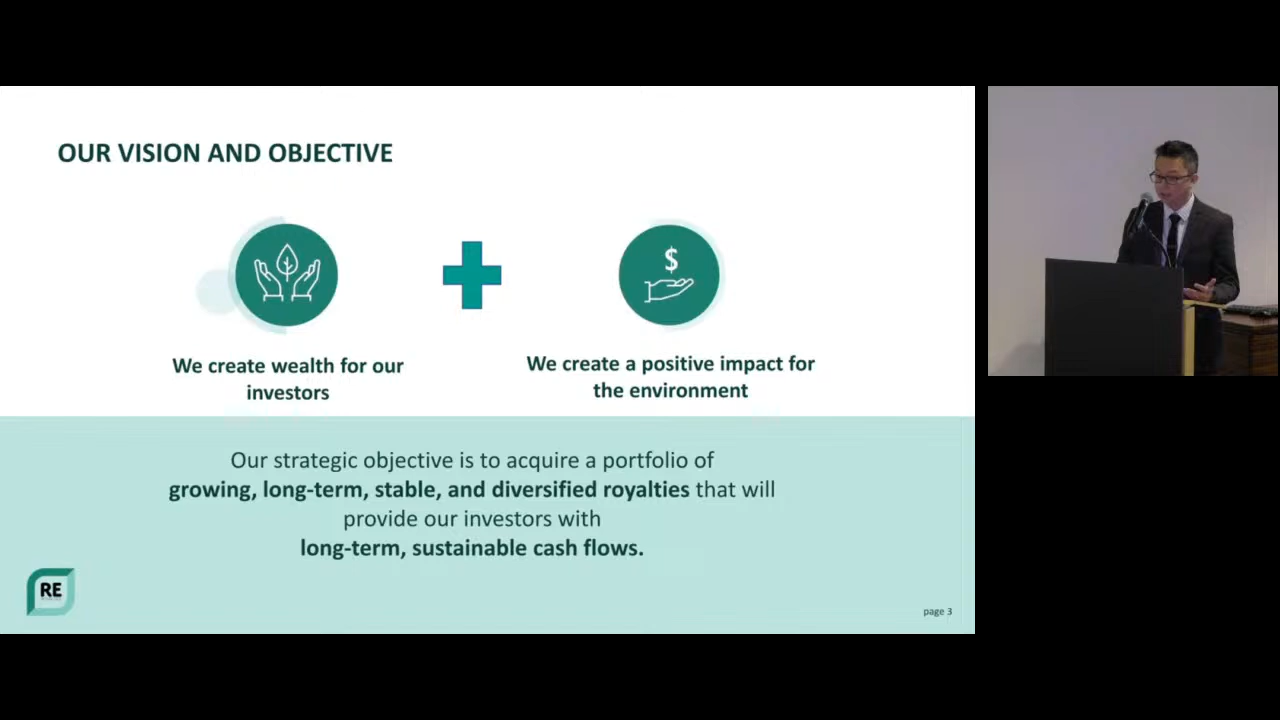 OUR VISION AND OBJECTIVE
$
We create wealth for our
investors
We create a positive impact for
the environment
Our strategic objective is to acquire a portfolio of
growing, long-term, stable, and diversified royalties that will
provide our investors with
long-term, sustainable cash flows.
RE
page 3